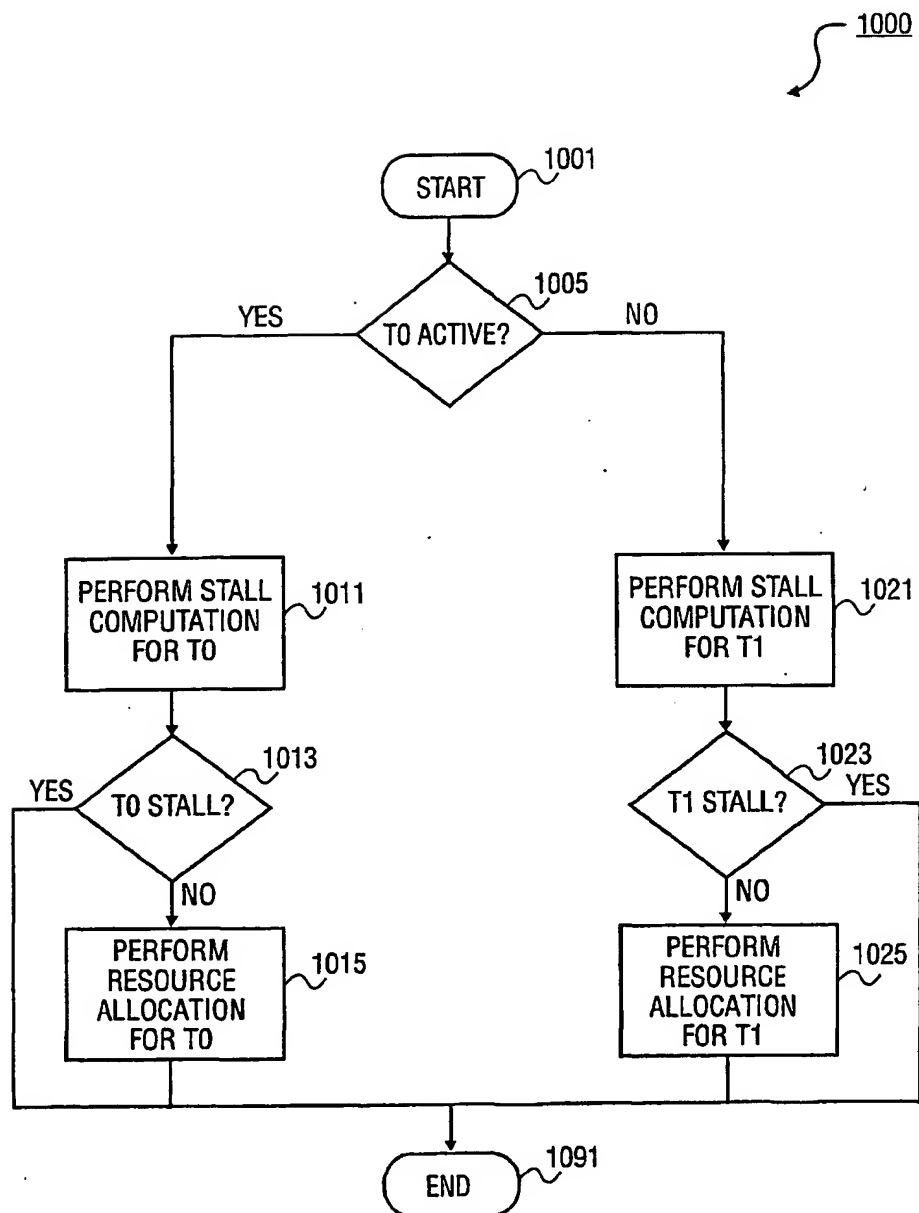 1000
START
1001
1005
YES
T0 ACTIVE?
NO
PERFORM STALL
COMPUTATION
FOR T0
1011
PERFORM STALL
COMPUTATION
FOR T1
1021
1013
YES
T0 STALL?
NO
1023
T1 STALL?
YES
NO
PERFORM
RESOURCE
ALLOCATION
FOR T0
1015
PERFORM
RESOURCE
ALLOCATION
FOR T1
1025
END
1091